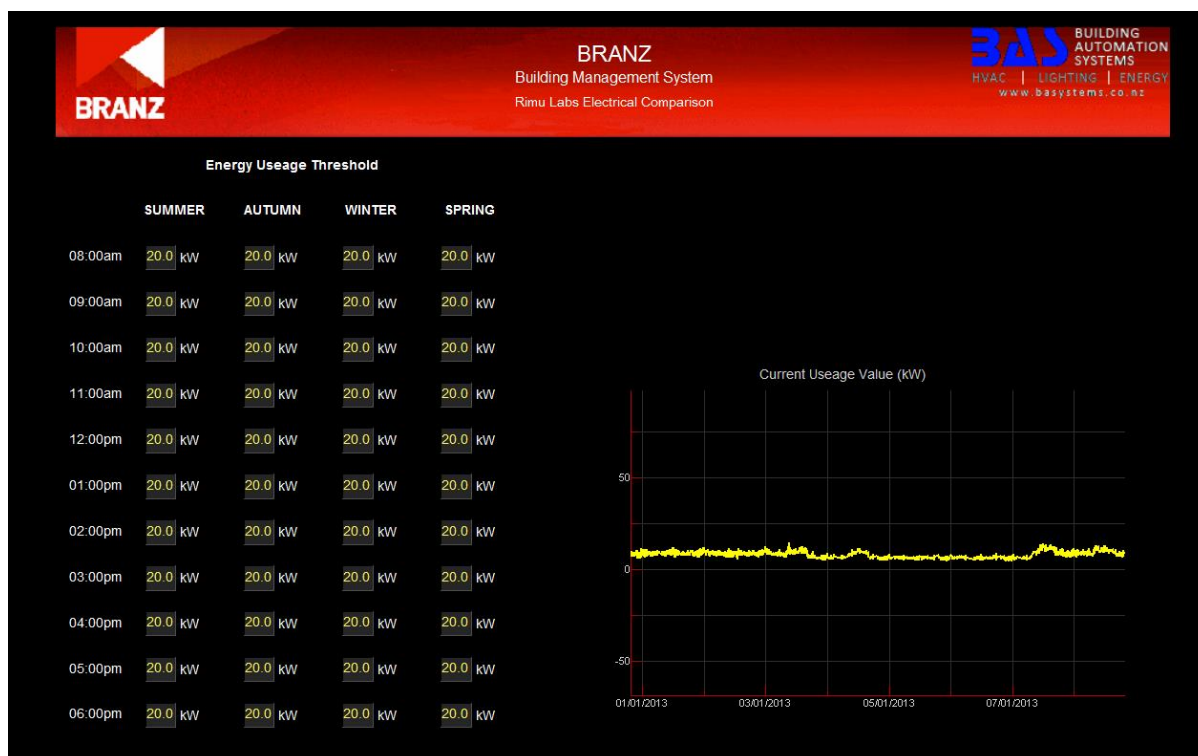 BRANZ
BRANZ
Building Management System
Rimu Labs Electrical Comparison
BAS
BUILDING
AUTOMATION
SYSTEMS
HVAC | LIGHTING | ENERGY
www.basystems.co.nz
Energy Useage Threshold
SUMMER AUTUMN WINTER SPRING
08:00am 20.0 kW 20.0 kW 20.0 kW 20.0 kW
09:00am 20.0 kW 20.0 kW 20.0 kW 20.0 kW
10:00am 20.0 kW 20.0 kW 20.0 kW 20.0 kW
11:00am 20.0 kW 20.0 kW 20.0 kW 20.0 kW
12:00pm 20.0 kW 20.0 kW 20.0 kW 20.0 kW
01:00pm 20.0 kW 20.0 kW 20.0 kW 20.0 kW
02:00pm 20.0 kW 20.0 kW 20.0 kW 20.0 kW
03:00pm 20.0 kW 20.0 kW 20.0 kW 20.0 kW
04:00pm 20.0 kW 20.0 kW 20.0 kW 20.0 kW
05:00pm 20.0 kW 20.0 kW 20.0 kW 20.0 kW
06:00pm 20.0 kW 20.0 kW 20.0 kW 20.0 kW
Current Useage Value (kW)
50
0
-50
01/01/2013 03/01/2013 05/01/2013 07/01/2013